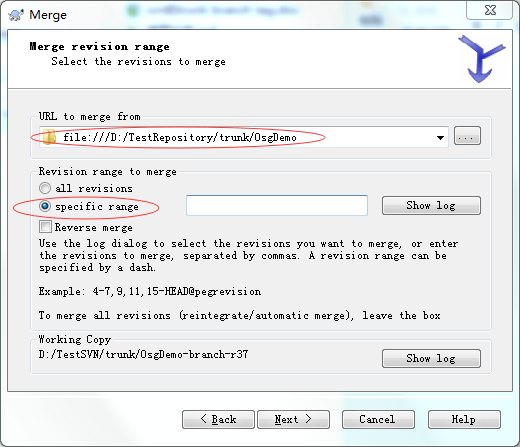 Merge
Merge revision range
Select the revisions to merge
URL to merge from
file:///D:/TestRepository/trunk/OsgDemo
...
Revision range to merge
all revisions
specific range
Show log
Reverse merge
Use the log dialog to select the revisions you want to merge, or enter
the revisions to merge, separated by commas. A revision range can be
specified by a dash.
Example: 4-7,9,11,15-HEAD@pegrevision
To merge all revisions (reintegrate/automatic merge), leave the box
Working Copy
D:/TestSVN/trunk/OsgDemo-branch-r37
Show log
< Back
Next >
Cancel
Help